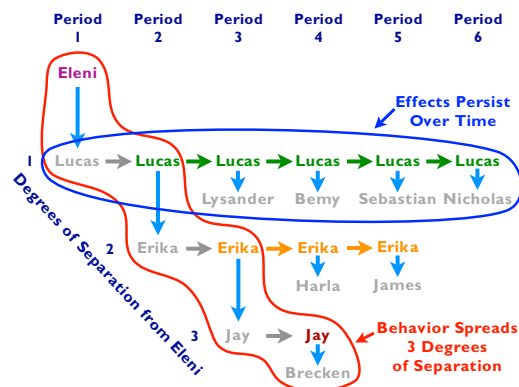 Period Period Period Period Period Period
1 2 3 4 5 6
Eleni
Effects Persist
Over Time
1 Lucas Lucas Lucas Lucas Lucas Lucas
Lysander Bemy Sebastian Nicholas
Degrees of Separation from Eleni
2 Erika Erika Erika Erika
Harla James
3 Jay Jay
Brecken
Behavior Spreads
3 Degrees
of Separation